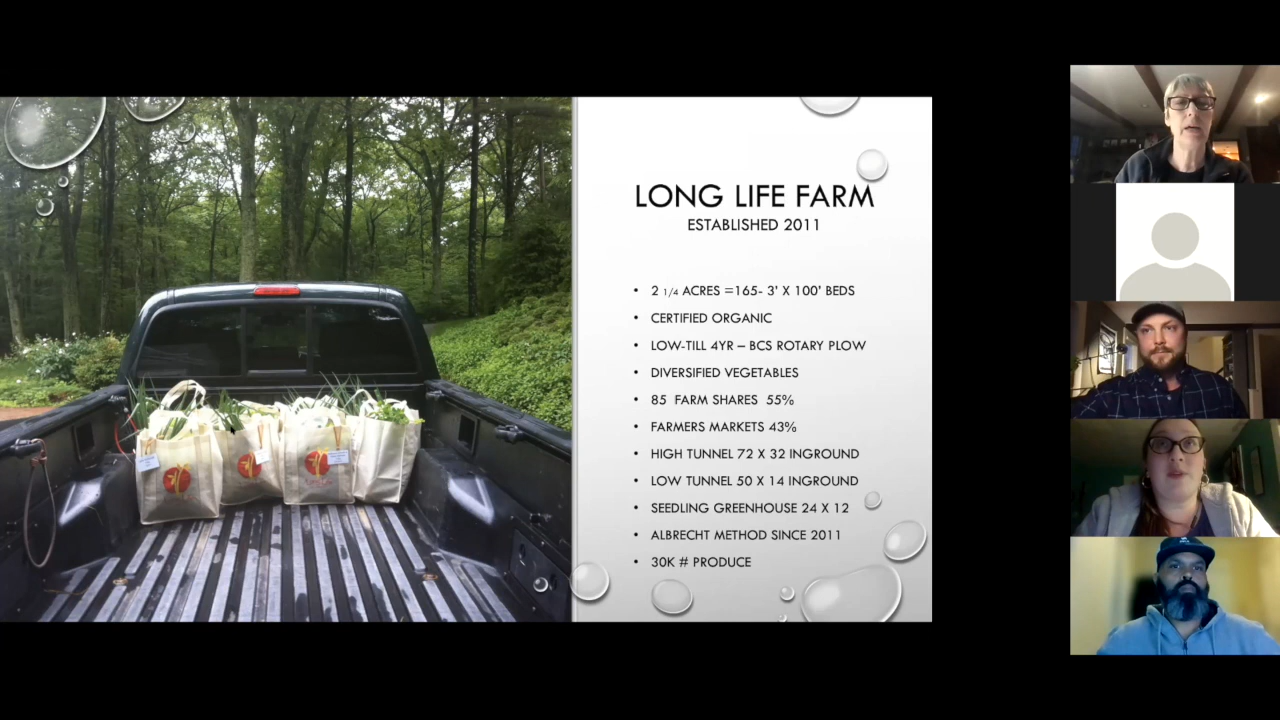 LONG LIFE FARM
ESTABLISHED 2011
• 2 1/4 ACRES =165- 3' X 100' BEDS
• CERTIFIED ORGANIC
• LOW-TILL 4YR – BCS ROTARY PLOW
• DIVERSIFIED VEGETABLES
• 85 FARM SHARES 55%
• FARMERS MARKETS 43%
• HIGH TUNNEL 72 X 32 INGROUND
• LOW TUNNEL 50 X 14 INGROUND
• SEEDLING GREENHOUSE 24 X 12
• ALBRECHT METHOD SINCE 2011
• 30K # PRODUCE